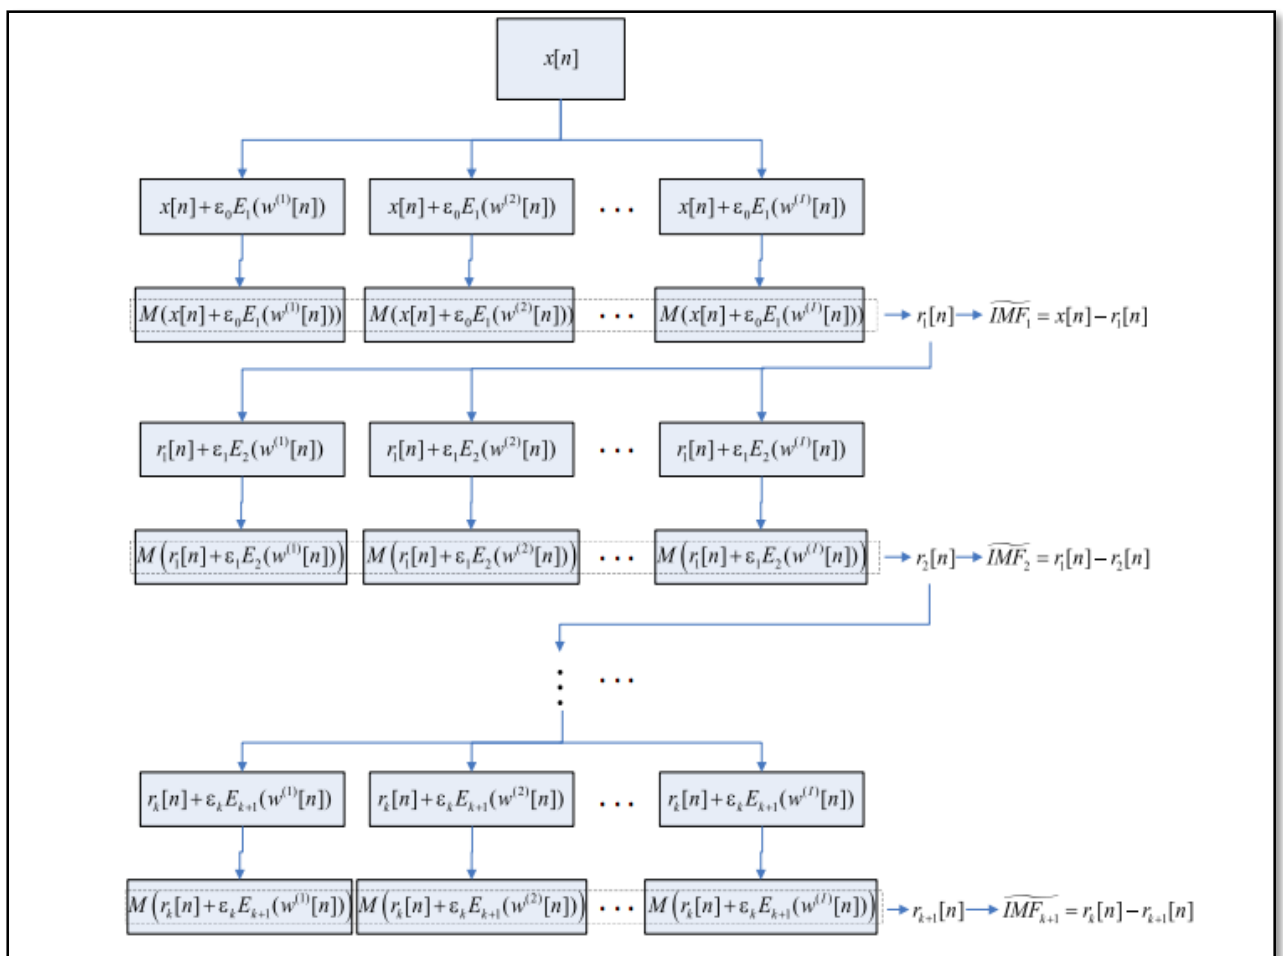 x[n]
x[n]+ε₀E₁(w⁽¹⁾[n]) x[n]+ε₀E₁(w⁽²⁾[n]) ... x[n]+ε₀E₁(w⁽ᴵ⁾[n])
M(x[n]+ε₀E₁(w⁽¹⁾[n])) M(x[n]+ε₀E₁(w⁽²⁾[n])) ... M(x[n]+ε₀E₁(w⁽ᴵ⁾[n])) r₁[n] \widetilde{IMF₁} = x[n]−r₁[n]
r₁[n]+ε₁E₂(w⁽¹⁾[n]) r₁[n]+ε₁E₂(w⁽²⁾[n]) ... r₁[n]+ε₁E₂(w⁽ᴵ⁾[n])
M(r₁[n]+ε₁E₂(w⁽¹⁾[n])) M(r₁[n]+ε₁E₂(w⁽²⁾[n])) ... M(r₁[n]+ε₁E₂(w⁽ᴵ⁾[n])) r₂[n] \widetilde{IMF₂} = r₁[n]−r₂[n]
⋮ ...
rₖ[n]+εₖEₖ₊₁(w⁽¹⁾[n]) rₖ[n]+εₖEₖ₊₁(w⁽²⁾[n]) ... rₖ[n]+εₖEₖ₊₁(w⁽ᴵ⁾[n])
M(rₖ[n]+εₖEₖ₊₁(w⁽¹⁾[n])) M(rₖ[n]+εₖEₖ₊₁(w⁽²⁾[n])) ... M(rₖ[n]+εₖEₖ₊₁(w⁽ᴵ⁾[n])) rₖ₊₁[n] \widetilde{IMFₖ₊₁} = rₖ[n]−rₖ₊₁[n]